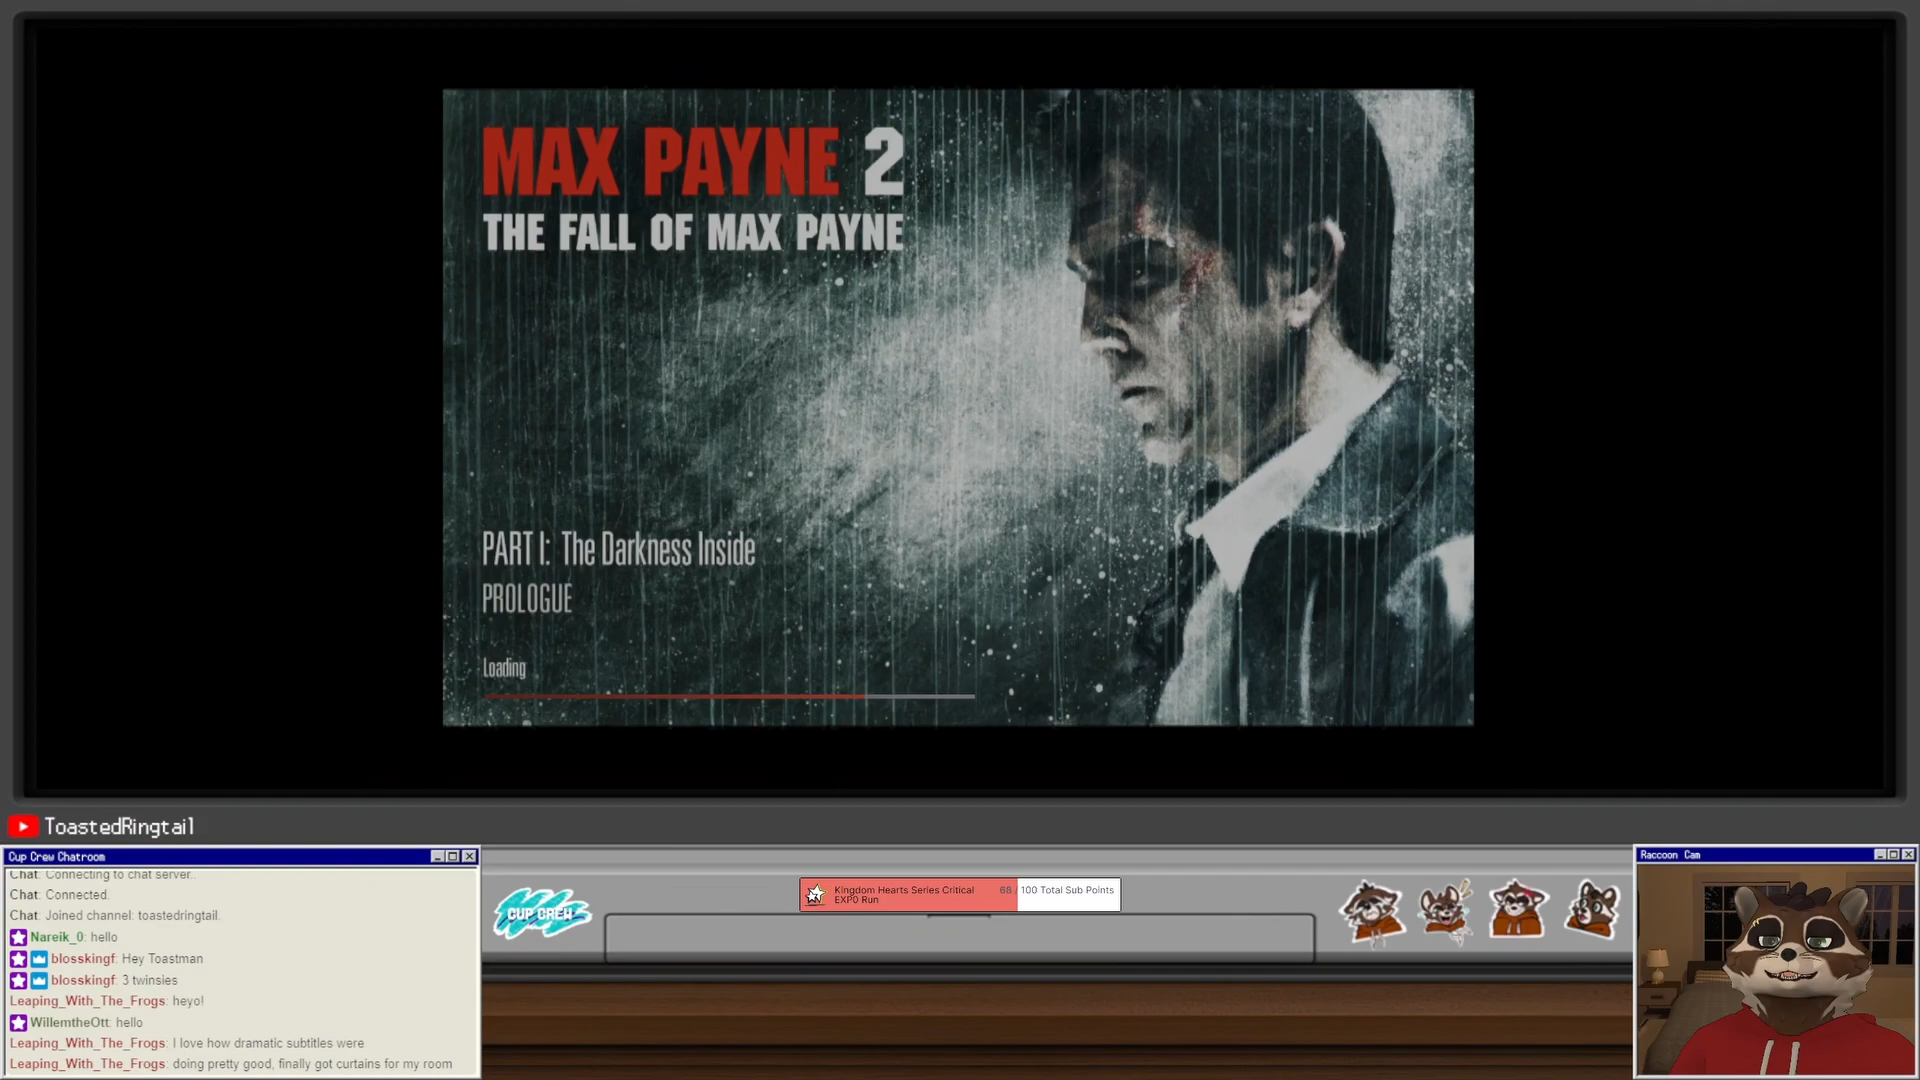 MAX PAYNE 2
THE FALL OF MAX PAYNE
PART I: The Darkness Inside
PROLOGUE
Loading
ToastedRingtail
Cup Crew Chatroom
Chat: Connecting to chat server..
Chat: Connected.
Chat: Joined channel: toastedringtail.
Nareik_0: hello
blosskingf: Hey Toastman
blosskingf: 3 twinsies
Leaping_With_The_Frogs: heyo!
WillemtheOtt: hello
Leaping_With_The_Frogs: I love how dramatic subtitles were
Leaping_With_The_Frogs: doing pretty good, finally got curtains for my room
CUP CREW
Kingdom Hearts Series Critical
EXP0 Run
68 / 100 Total Sub Points
Raccoon Cam